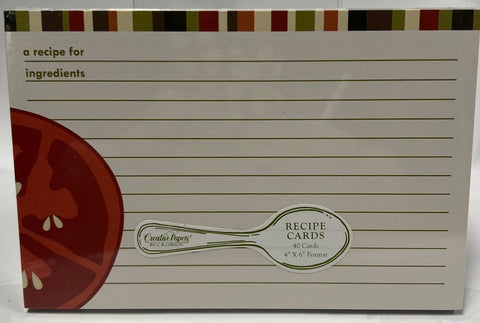 a recipe for
ingredients
Creative Papers
BY C.R. GIBSON
RECIPE
CARDS
40 Cards
4" X 6" Format